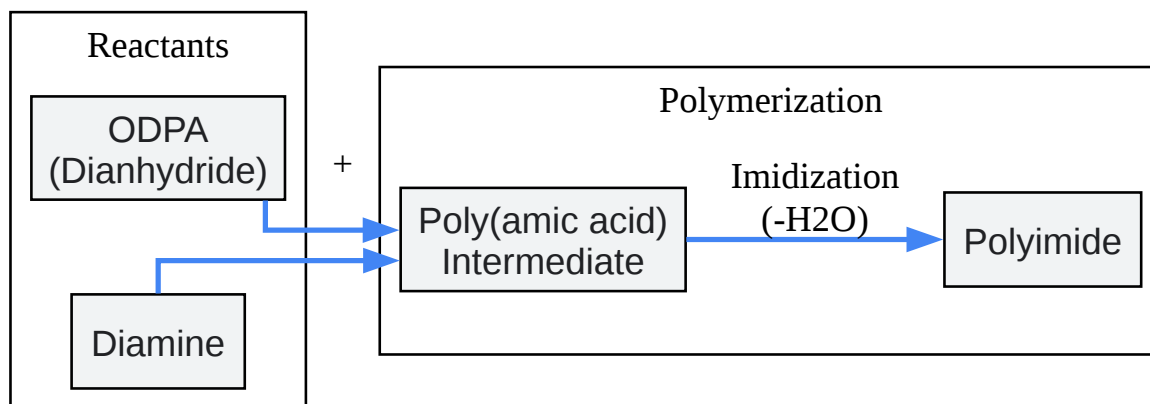 Reactants
ODPA
(Dianhydride)
Diamine
+
Polymerization
Poly(amic acid)
Intermediate
Imidization
(-H2O)
Polyimide